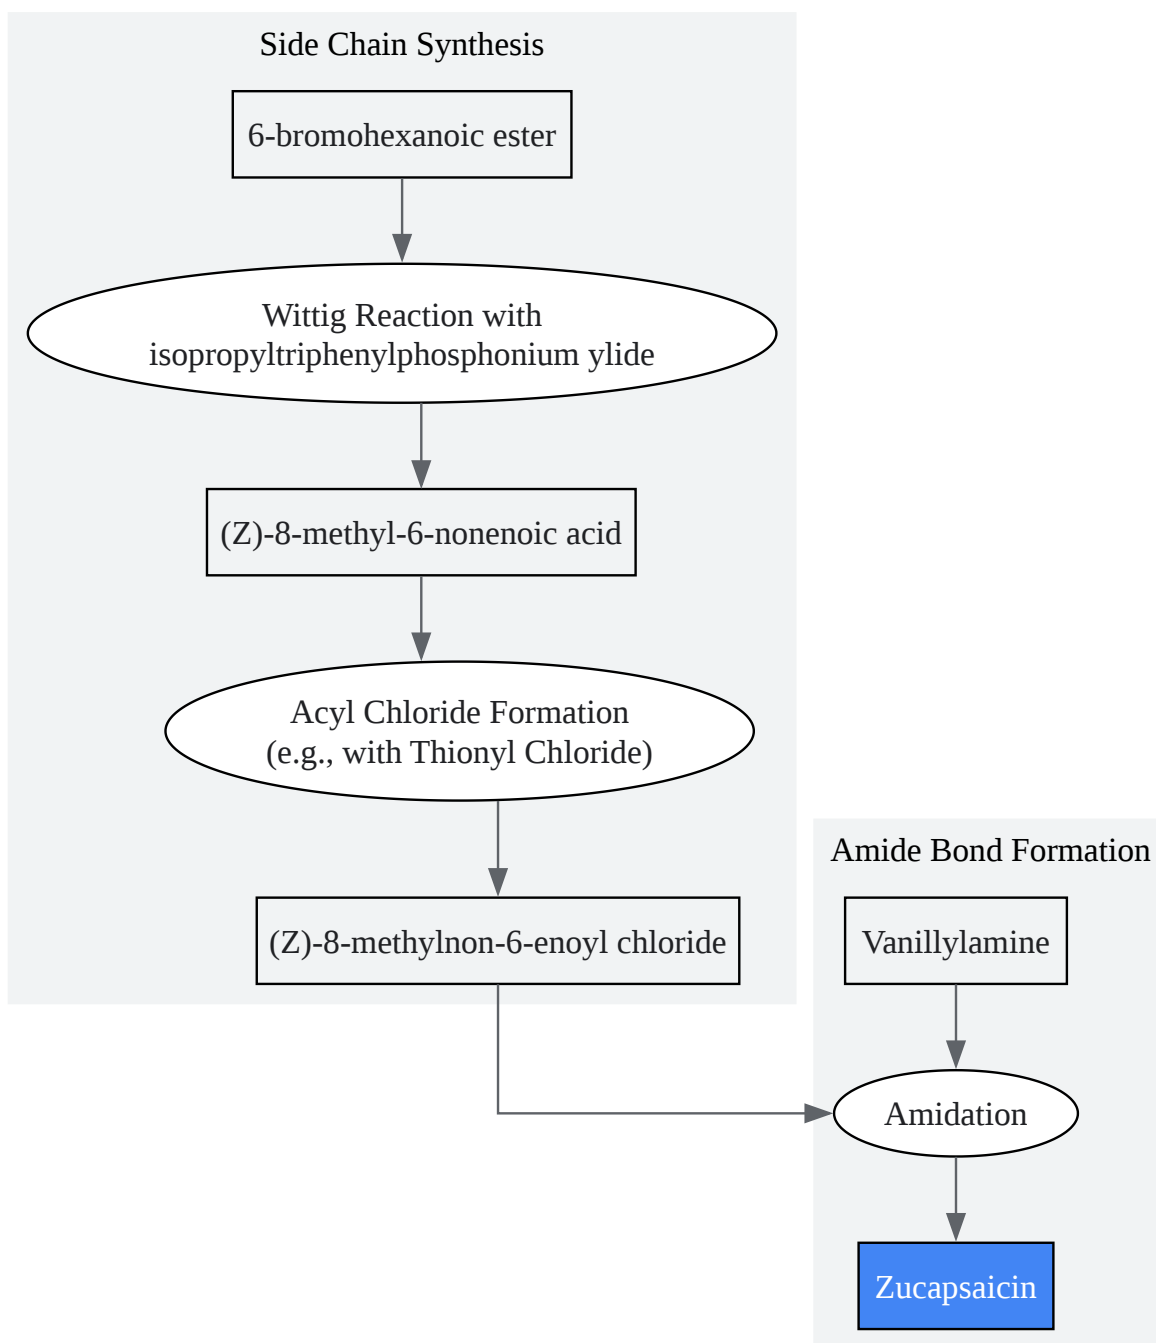 Side Chain Synthesis
6-bromohexanoic ester
Wittig Reaction with
isopropyltriphenylphosphonium ylide
(Z)-8-methyl-6-nonenoic acid
Acyl Chloride Formation
(e.g., with Thionyl Chloride)
(Z)-8-methylnon-6-enoyl chloride
Amide Bond Formation
Vanillylamine
Amidation
Zucapsaicin